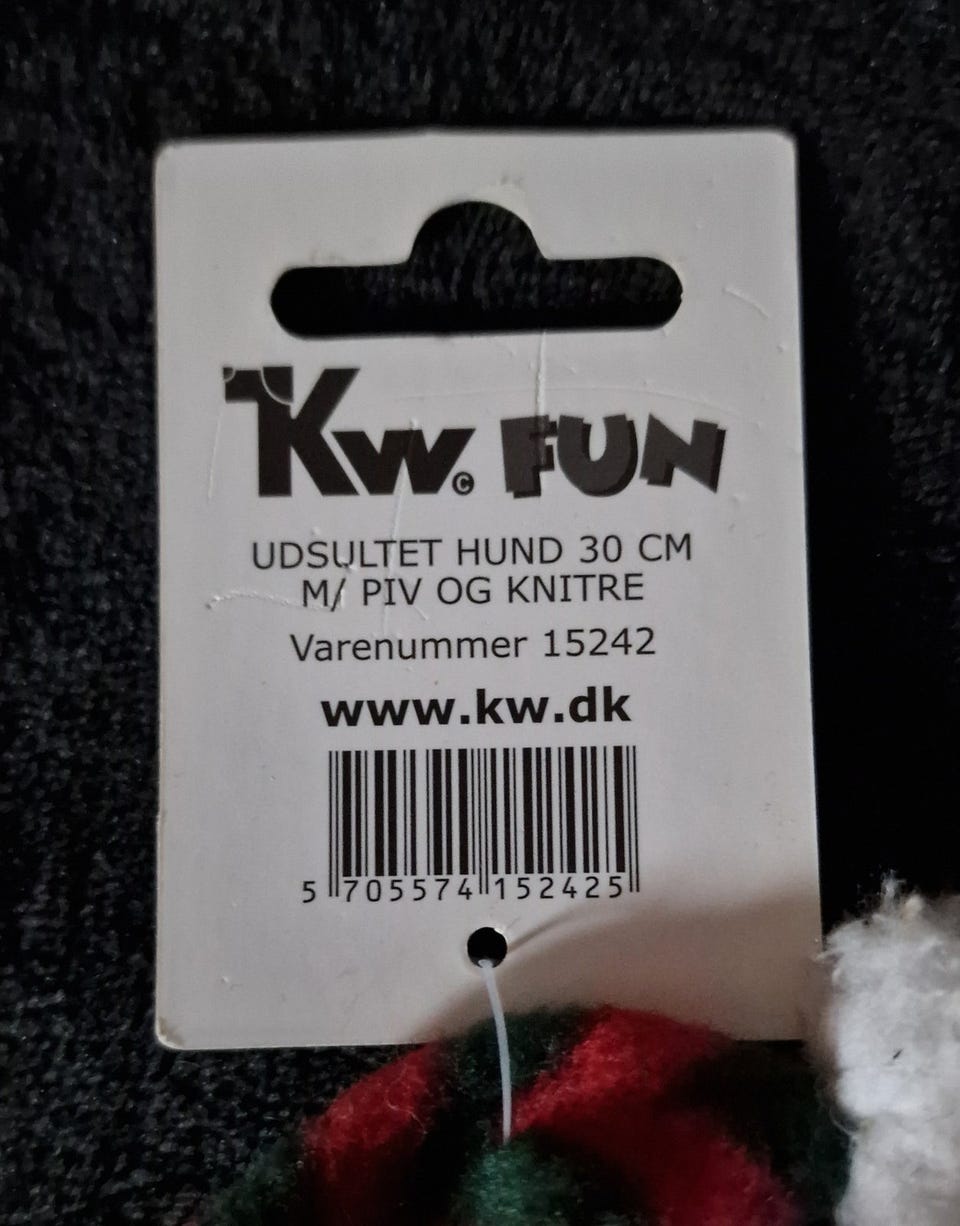 Kw© FUN
UDSULTET HUND 30 CM
M/ PIV OG KNITRE
Varenummer 15242
www.kw.dk
5 705574 152425